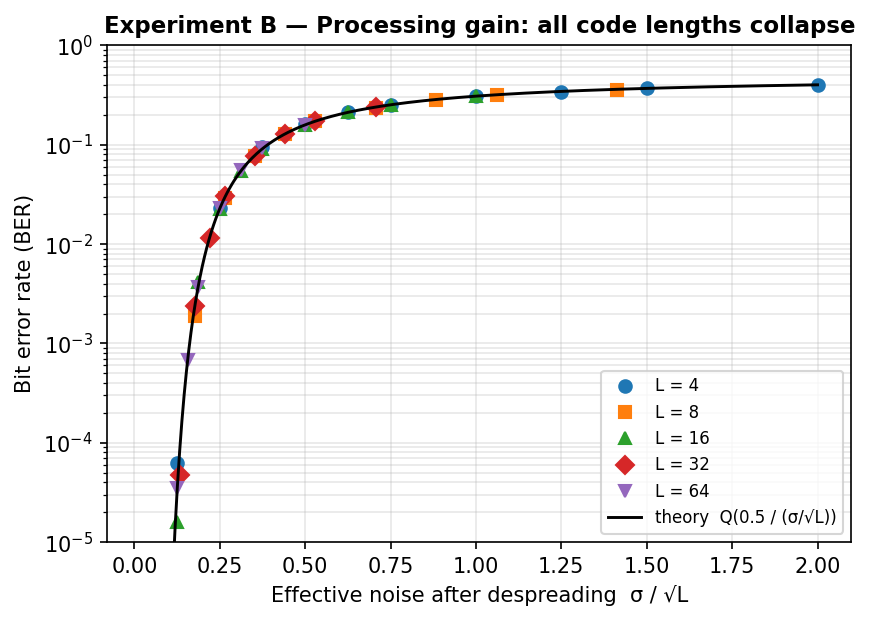 Experiment B — Processing gain: all code lengths collapse
10⁰
10⁻¹
10⁻²
10⁻³
10⁻⁴
10⁻⁵
Bit error rate (BER)
L = 4
L = 8
L = 16
L = 32
L = 64
theory Q(0.5 / (σ/√L))
0.00 0.25 0.50 0.75 1.00 1.25 1.50 1.75 2.00
Effective noise after despreading σ / √L